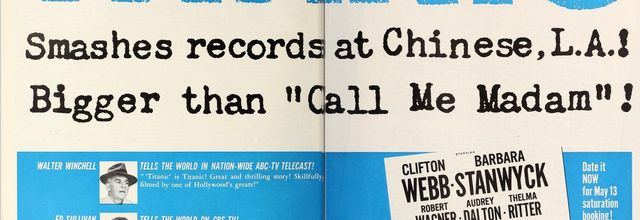 Smashes records at Chinese, L.A.!
Bigger than "Call Me Madam"!
WALTER WINCHELL
TELLS THE WORLD IN NATION-WIDE ABC-TV TELECAST!
"'Titanic' is Titanic! Great and thrilling story! Skillfully
filmed by one of Hollywood's greats!"
ED SULLIVAN
TELLS THE WORLD ON CBS-TV!
STARRING
CLIFTON BARBARA
WEBB·STANWYCK
ROBERT AUDREY THELMA
WAGNER·DALTON·RITTER
Date it
NOW
for May 13
saturation
booking!